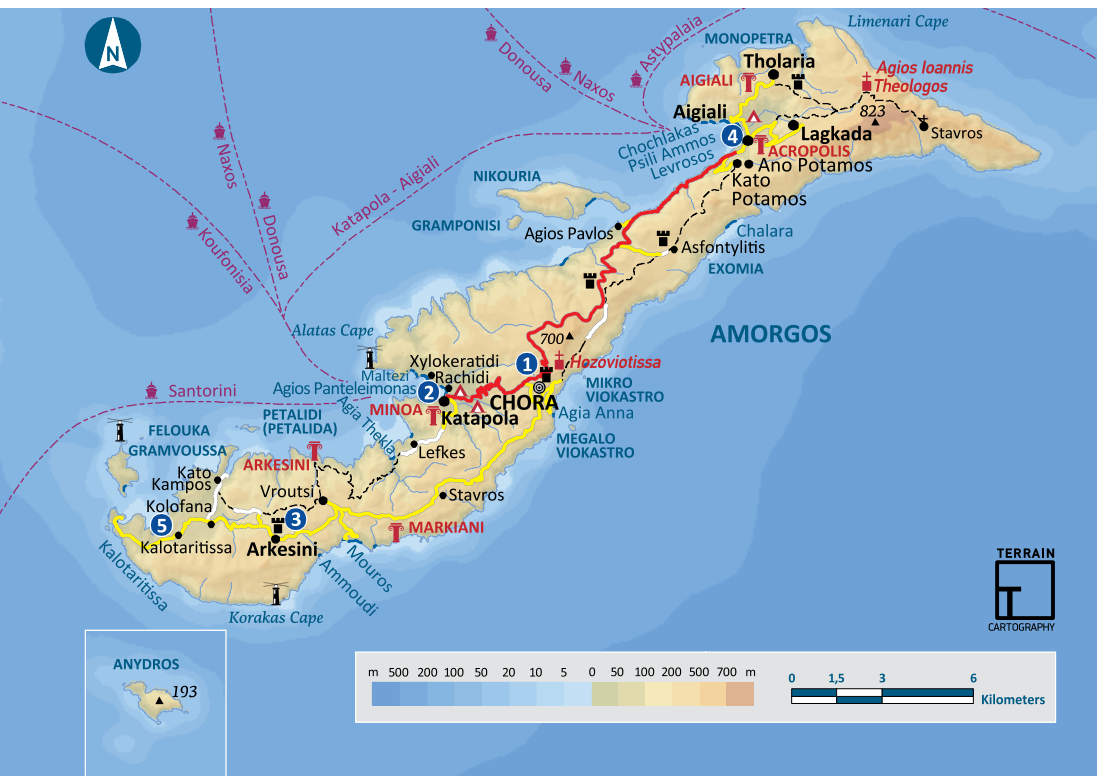 Limenari Cape
MONOPETRA
Tholaria
AIGIALI
Agios Ioannis
Theologos
Astypalaia
Donousa
Naxos
N
Aigiali
823
Stavros
Lagkada
4
Chochlakas
Psili Ammos
Levrosos
ACROPOLIS
Ano Potamos
Kato
Potamos
NIKOURIA
GRAMPONISI
Agios Pavlos
Chalara
Asfontylitis
EXOMIA
Naxos
Donousa
Koufonisia
Katapola - Aigiali
AMORGOS
Alatas Cape
700
1
Hozoviotissa
Xylokeratidi
Maltezi
Rachidi
Agios Panteleimonas
2
MIKRO
VIOKASTRO
CHORA
Agia Anna
MINOA
Katapola
MEGALO
VIOKASTRO
Santorini
PETALIDI
(PETALIDA)
Agia Thekla
FELOUKA
GRAMVOUSSA
Lefkes
ARKESINI
Kato
Kampos
Vroutsi
Stavros
Kolofana
5
3
MARKIANI
Kalotaritissa
Arkesini
Kalotaritissa
Mouros
Ammoudi
Korakas Cape
TERRAIN
T
CARTOGRAPHY
ANYDROS
193
m 500 200 100 50 20 10 5 0 50 100 200 500 700 m
0 1,5 3 6
Kilometers